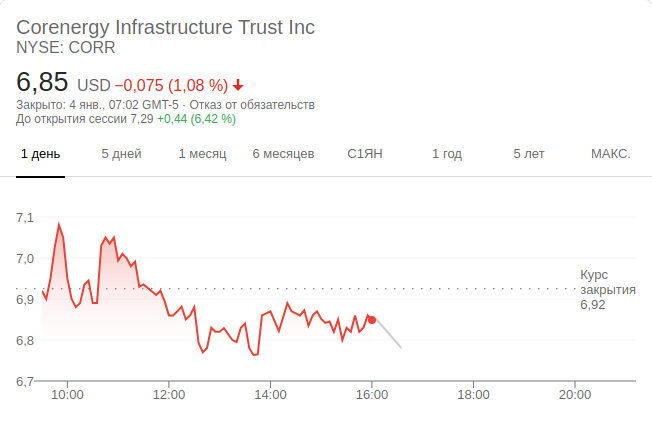 Corenergy Infrastructure Trust Inc
NYSE: CORR
6,85 USD −0,075 (1,08 %)
Закрыто: 4 янв., 07:02 GMT-5 · Отказ от обязательств
До открытия сессии 7,29 +0,44 (6,42 %)
1 день 5 дней 1 месяц 6 месяцев С1ЯН 1 год 5 лет МАКС.
7,1
7,0
6,9
6,8
6,7
Курс
закрытия
6,92
10:00 12:00 14:00 16:00 18:00 20:00